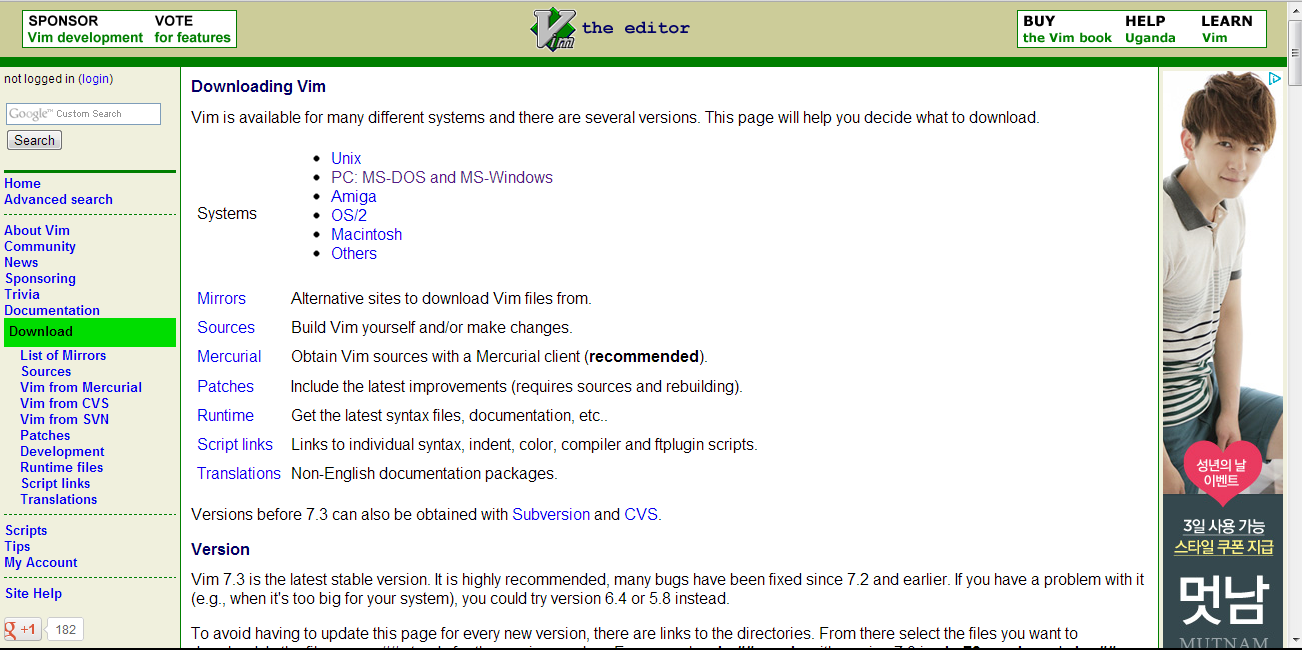 SPONSOR VOTE
Vim development for features
Vim the editor
BUY HELP LEARN
the Vim book Uganda Vim
not logged in (login)
Google™ Custom Search
Search
Home
Advanced search
About Vim
Community
News
Sponsoring
Trivia
Documentation
Download
List of Mirrors
Sources
Vim from Mercurial
Vim from CVS
Vim from SVN
Patches
Development
Runtime files
Script links
Translations
Scripts
Tips
My Account
Site Help
g +1 182
Downloading Vim
Vim is available for many different systems and there are several versions. This page will help you decide what to download.
Systems
Unix
PC: MS-DOS and MS-Windows
Amiga
OS/2
Macintosh
Others
Mirrors Alternative sites to download Vim files from.
Sources Build Vim yourself and/or make changes.
Mercurial Obtain Vim sources with a Mercurial client (recommended).
Patches Include the latest improvements (requires sources and rebuilding).
Runtime Get the latest syntax files, documentation, etc..
Script links Links to individual syntax, indent, color, compiler and ftplugin scripts.
Translations Non-English documentation packages.
Versions before 7.3 can also be obtained with Subversion and CVS.
Version
Vim 7.3 is the latest stable version. It is highly recommended, many bugs have been fixed since 7.2 and earlier. If you have a problem with it
(e.g., when it's too big for your system), you could try version 6.4 or 5.8 instead.
To avoid having to update this page for every new version, there are links to the directories. From there select the files you want to
성년의 날
이벤트
3일 사용 가능
스타일 쿠폰 지급
멋남
MUTNAM